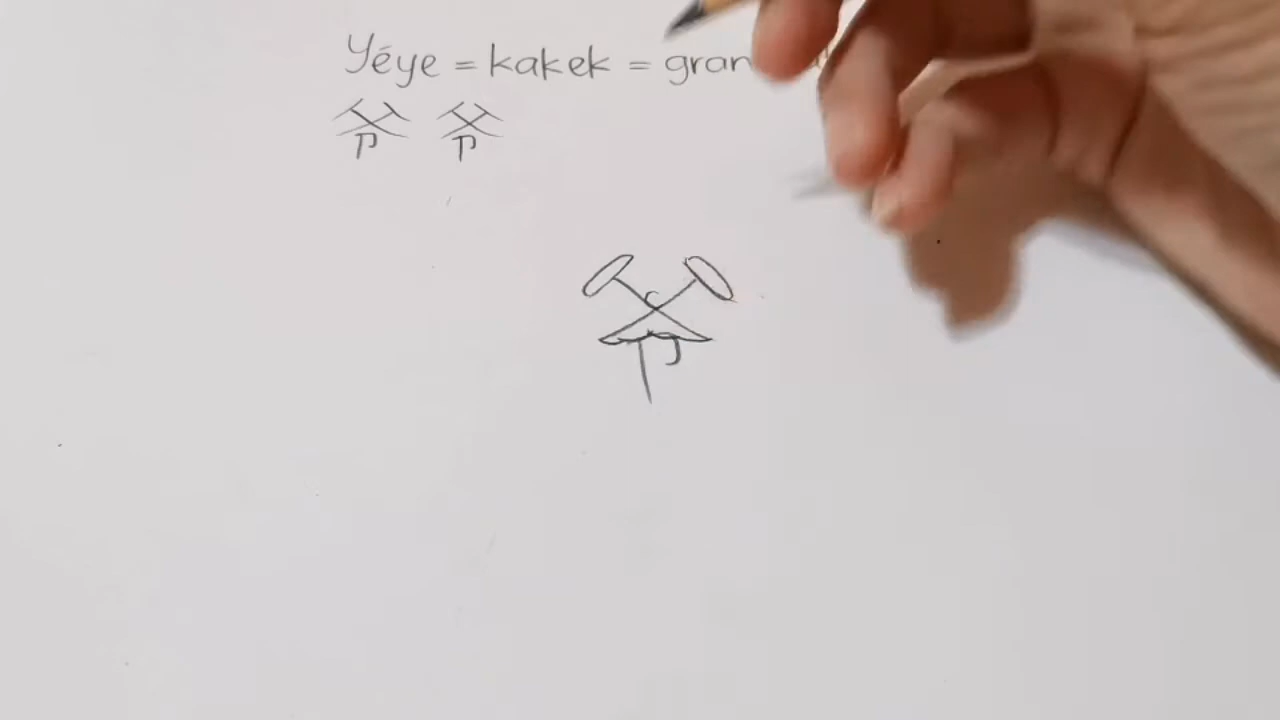 Yéye = kakek = gran
爷 爷